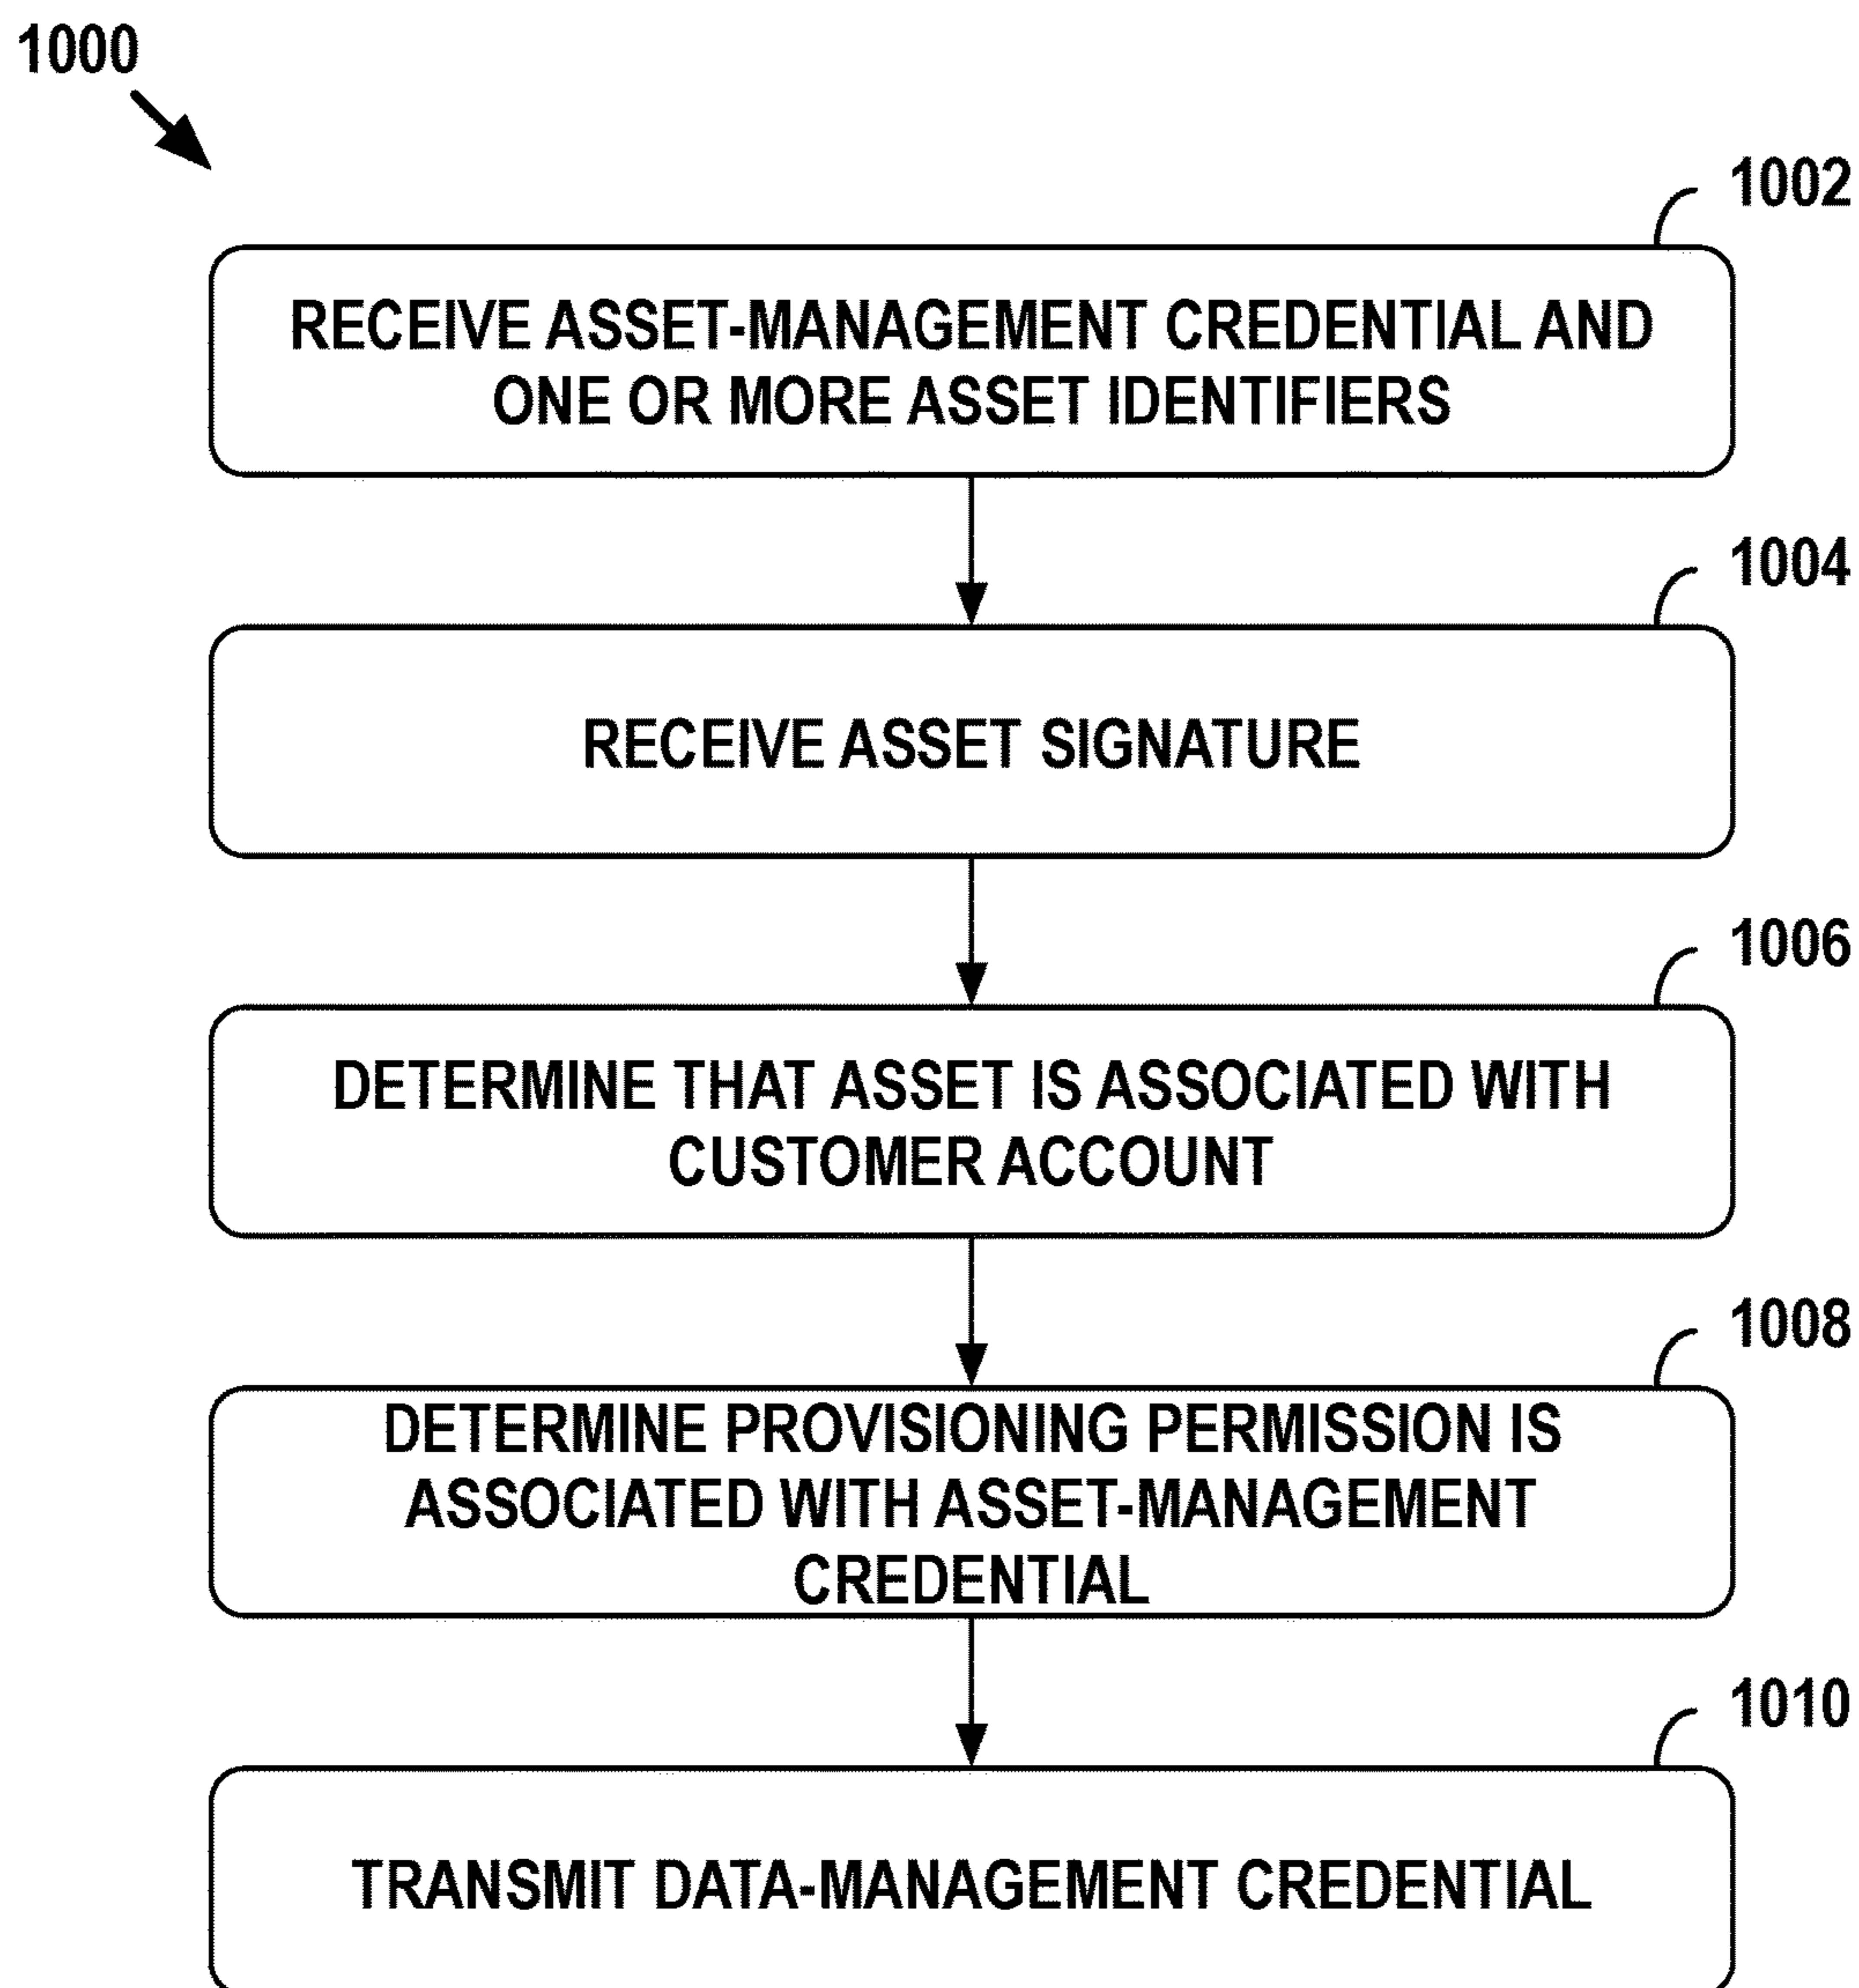 1000
1002
RECEIVE ASSET-MANAGEMENT CREDENTIAL AND
ONE OR MORE ASSET IDENTIFIERS
1004
RECEIVE ASSET SIGNATURE
1006
DETERMINE THAT ASSET IS ASSOCIATED WITH
CUSTOMER ACCOUNT
1008
DETERMINE PROVISIONING PERMISSION IS
ASSOCIATED WITH ASSET-MANAGEMENT
CREDENTIAL
1010
TRANSMIT DATA-MANAGEMENT CREDENTIAL